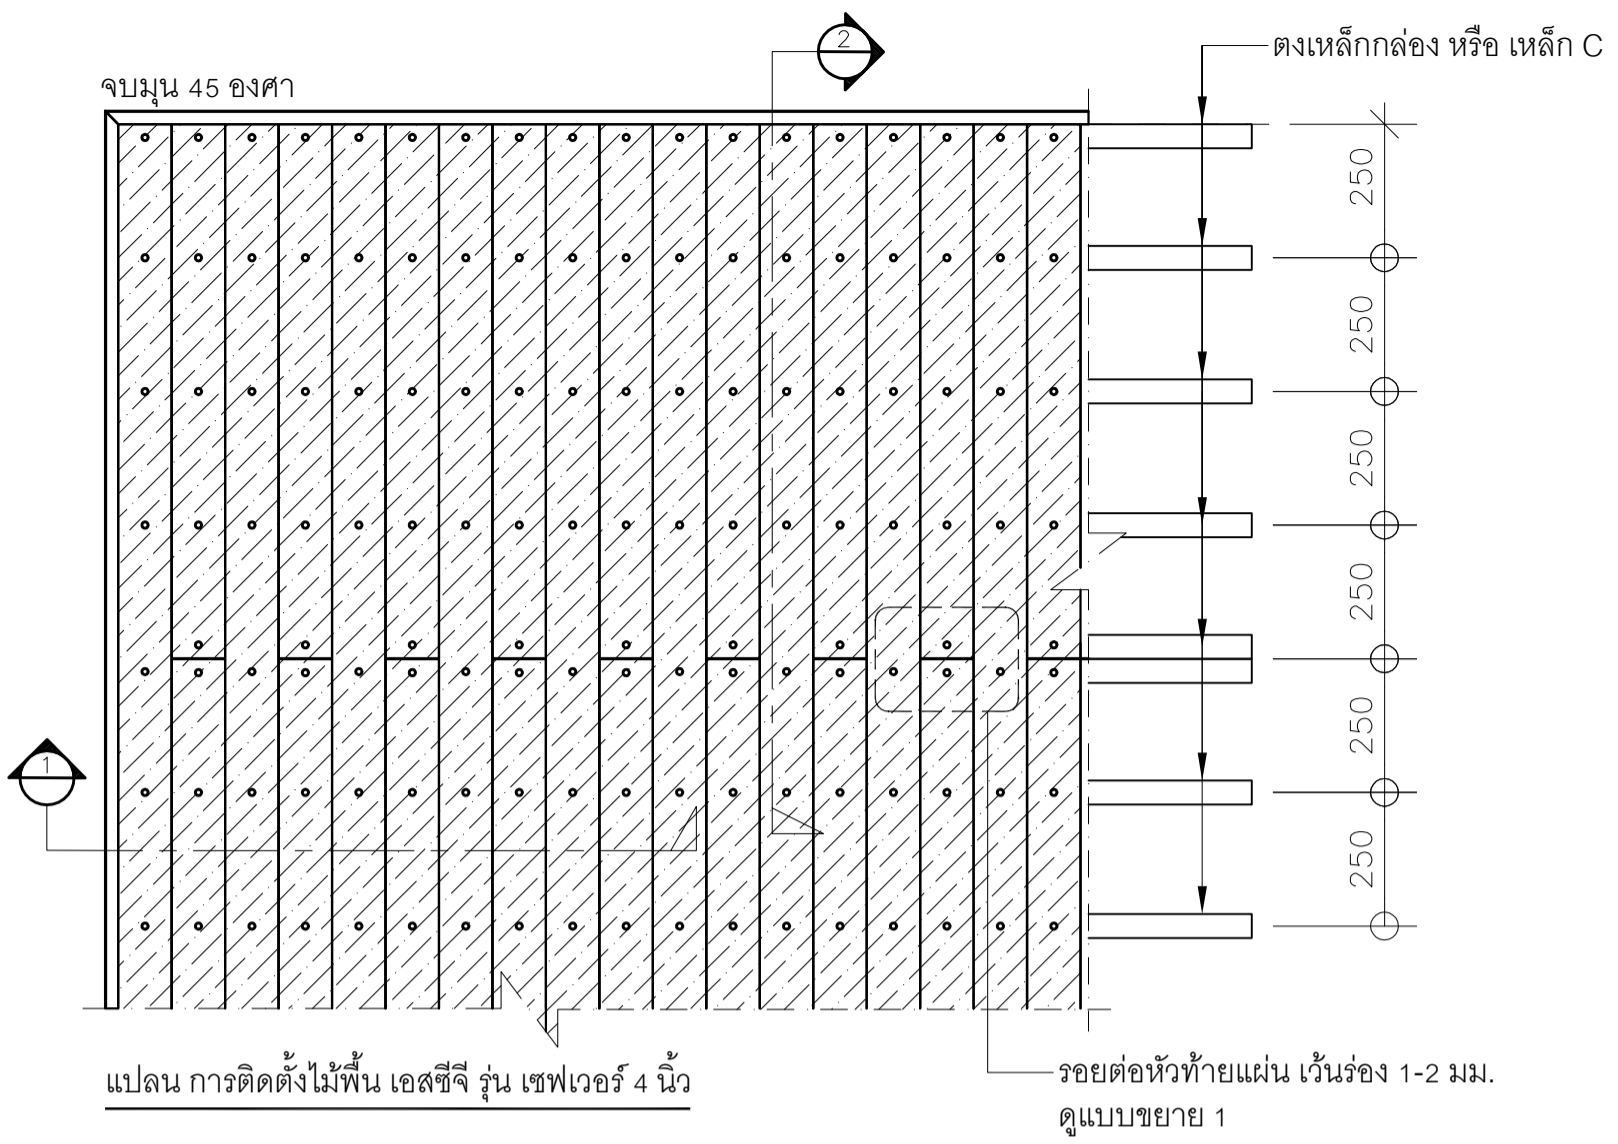 2
ตงเหล็กกล่อง หรือ เหล็ก C
จบมุน 45 องศา
250
250
250
250
250
250
1
แปลน การติดตั้งไม้พื้น เอสซีจี รุ่น เซฟเวอร์ 4 นิ้ว
รอยต่อหัวท้ายแผ่น เว้นร่อง 1-2 มม.
ดูแบบขยาย 1